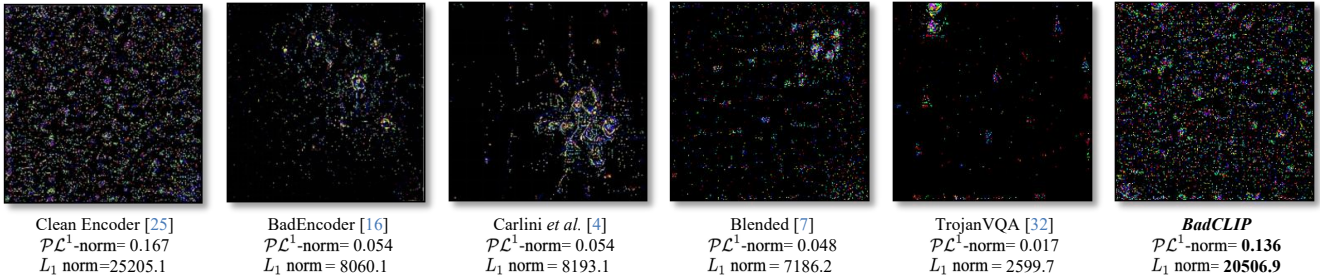 Clean Encoder [25]
𝒫ℒ¹-norm= 0.167
L₁ norm=25205.1
BadEncoder [16]
𝒫ℒ¹-norm= 0.054
L₁ norm = 8060.1
Carlini et al. [4]
𝒫ℒ¹-norm= 0.054
L₁ norm = 8193.1
Blended [7]
𝒫ℒ¹-norm= 0.048
L₁ norm = 7186.2
TrojanVQA [32]
𝒫ℒ¹-norm= 0.017
L₁ norm = 2599.7
BadCLIP
𝒫ℒ¹-norm= 0.136
L₁ norm= 20506.9